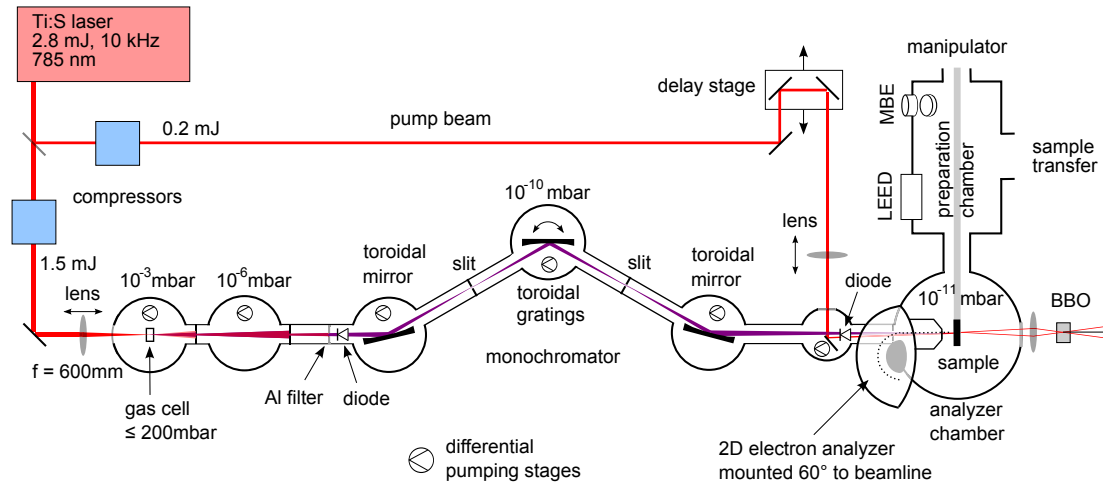 Ti:S laser
2.8 mJ, 10 kHz
785 nm
0.2 mJ
pump beam
delay stage
manipulator
MBE
LEED
preparation
chamber
sample
transfer
compressors
1.5 mJ
lens
f = 600mm
10⁻³mbar
10⁻⁶mbar
gas cell
≤ 200mbar
Al filter
diode
toroidal
mirror
slit
10⁻¹⁰ mbar
toroidal
gratings
monochromator
slit
toroidal
mirror
lens
diode
10⁻¹¹ mbar
BBO
sample
analyzer
chamber
2D electron analyzer
mounted 60° to beamline
differential
pumping stages